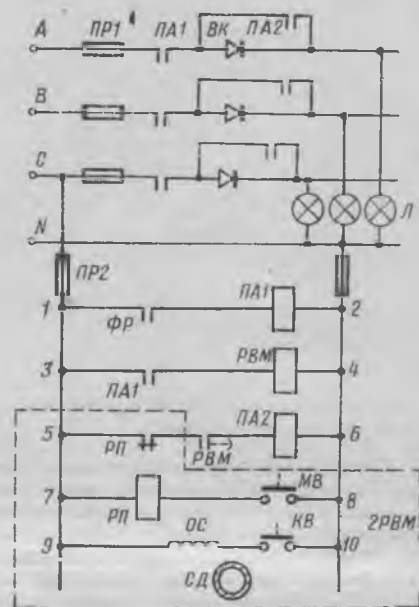 A ПР1 ПА1 ВК ПА2
B
C
N Л
ПР2
1 ФР ПА1 2
3 ПА1 РВМ 4
5 РП РВМ ПА2 6
7 РП МВ 8 2РВМ
9 ОС КВ 10
СД